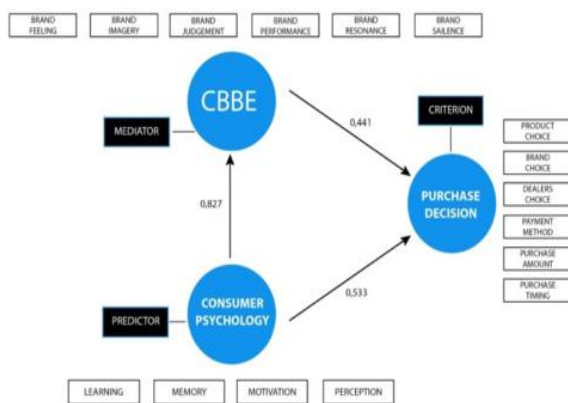 BRAND
FEELING
BRAND
IMAGERY
BRAND
JUDGEMENT
BRAND
PERFORMANCE
BRAND
RESONANCE
BRAND
SAILENCE
CBBE
MEDIATOR
0,441
CRITERION
PRODUCT
CHOICE
BRAND
CHOICE
DEALERS
CHOICE
PAYMENT
METHOD
PURCHASE
AMOUNT
PURCHASE
TIMING
PURCHASE
DECISION
0,827
0,533
CONSUMER
PSYCHOLOGY
PREDICTOR
LEARNING
MEMORY
MOTIVATION
PERCEPTION